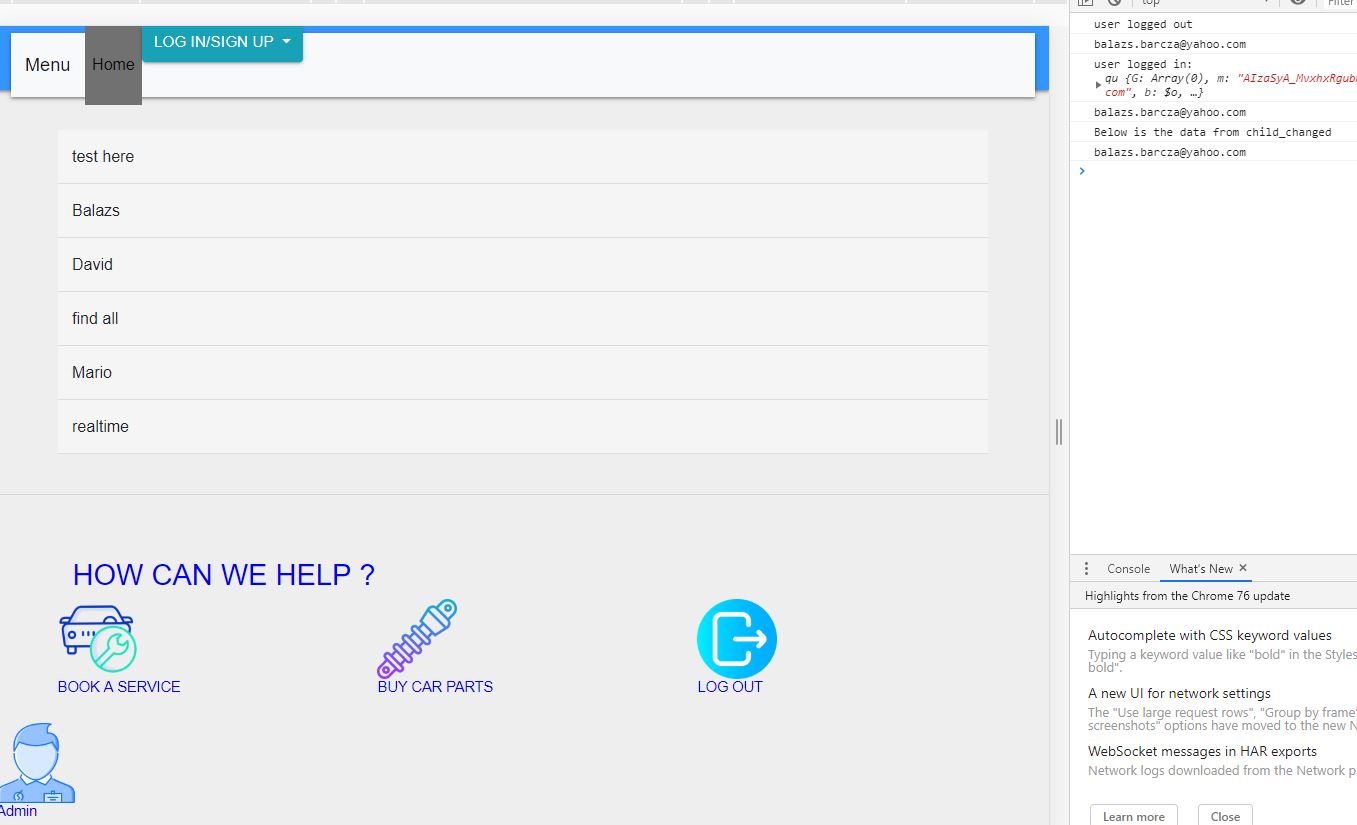 top
Filter
LOG IN/SIGN UP
Menu
Home
test here
Balazs
David
find all
Mario
realtime
HOW CAN WE HELP ?
BOOK A SERVICE
BUY CAR PARTS
LOG OUT
Admin
user logged out
balazs.barcza@yahoo.com
user logged in:
qu {G: Array(0), m: "AIzaSyA_MvxhxRgub
com", b: $o, …}
balazs.barcza@yahoo.com
Below is the data from child_changed
balazs.barcza@yahoo.com
Console What's New ×
Highlights from the Chrome 76 update
Autocomplete with CSS keyword values
Typing a keyword value like "bold" in the Styles
bold".
A new UI for network settings
The "Use large request rows", "Group by frame"
screenshots" options have moved to the new N
WebSocket messages in HAR exports
Network logs downloaded from the Network p
Learn more Close